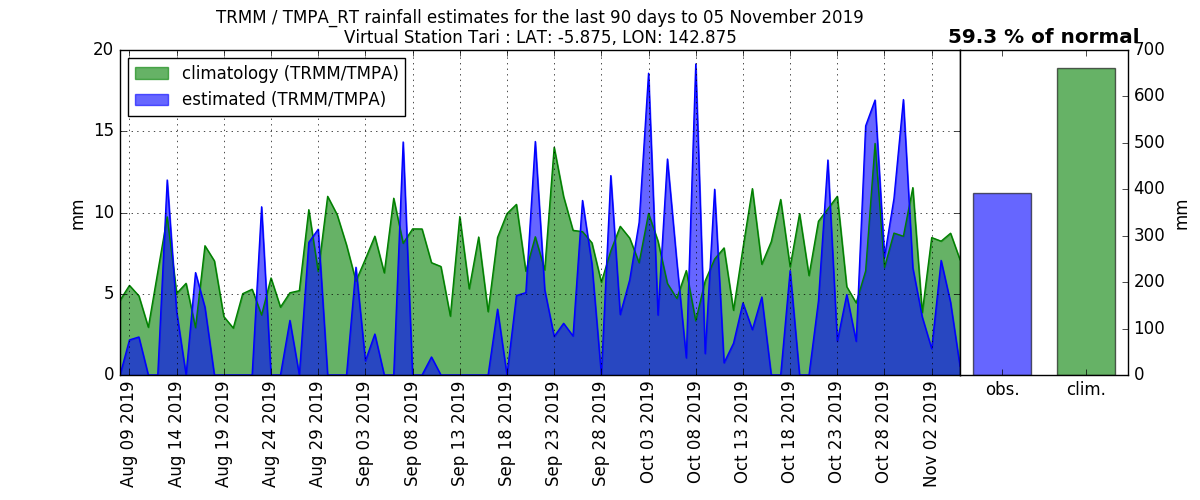 TRMM / TMPA_RT rainfall estimates for the last 90 days to 05 November 2019
Virtual Station Tari : LAT: -5.875, LON: 142.875
59.3 % of normal
climatology (TRMM/TMPA)
estimated (TRMM/TMPA)
mm
20
15
10
5
0
Aug 09 2019
Aug 14 2019
Aug 19 2019
Aug 24 2019
Aug 29 2019
Sep 03 2019
Sep 08 2019
Sep 13 2019
Sep 18 2019
Sep 23 2019
Sep 28 2019
Oct 03 2019
Oct 08 2019
Oct 13 2019
Oct 18 2019
Oct 23 2019
Oct 28 2019
Nov 02 2019
obs.
clim.
700
600
500
400
300
200
100
0
mm